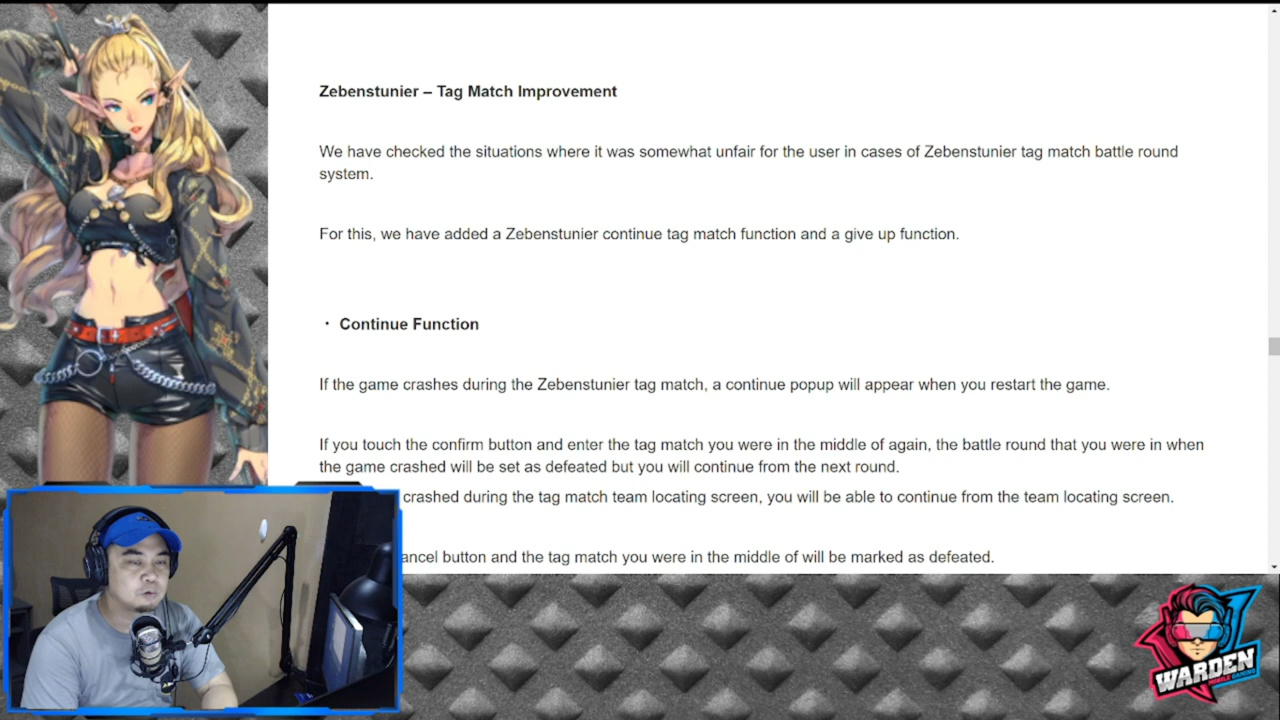 Zebenstunier – Tag Match Improvement
We have checked the situations where it was somewhat unfair for the user in cases of Zebenstunier tag match battle round
system.
For this, we have added a Zebenstunier continue tag match function and a give up function.
· Continue Function
If the game crashes during the Zebenstunier tag match, a continue popup will appear when you restart the game.
If you touch the confirm button and enter the tag match you were in the middle of again, the battle round that you were in when
the game crashed will be set as defeated but you will continue from the next round.
crashed during the tag match team locating screen, you will be able to continue from the team locating screen.
ancel button and the tag match you were in the middle of will be marked as defeated.
WARDEN
MOBILE GAMING